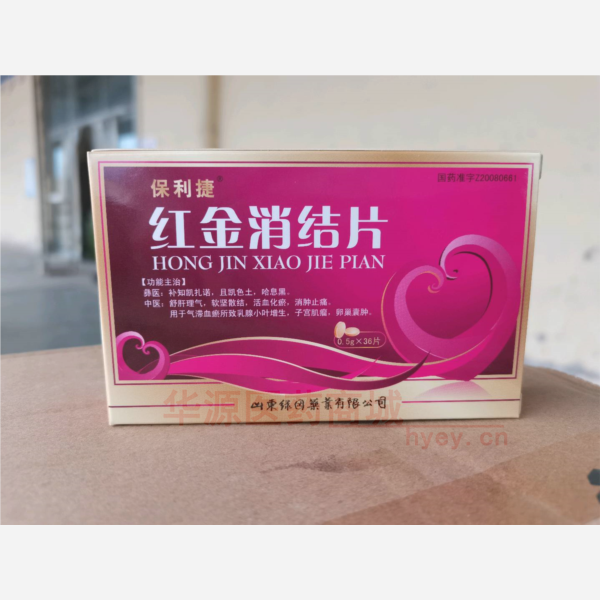 保利捷®
国药准字Z20080661
红金消结片
HONG JIN XIAO JIE PIAN
【功能主治】
彝医：补知凯扎诺，且凯色土，哈息黑。
中医：舒肝理气，软坚散结，活血化瘀，消肿止痛。
用于气滞血瘀所致乳腺小叶增生，子宫肌瘤，卵巢囊肿。
0.5g×36片
山东绿因药业有限公司
华源医药商城
hyey.cn